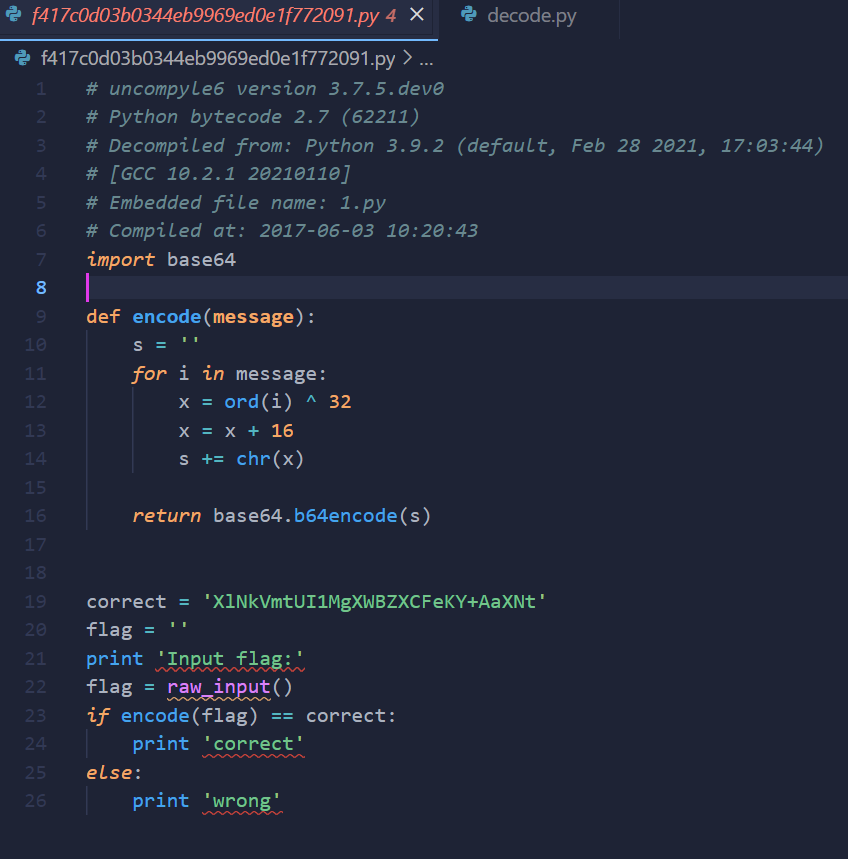 f417c0d03b0344eb9969ed0e1f772091.py 4 × decode.py
f417c0d03b0344eb9969ed0e1f772091.py > ...
1 # uncompyle6 version 3.7.5.dev0
2 # Python bytecode 2.7 (62211)
3 # Decompiled from: Python 3.9.2 (default, Feb 28 2021, 17:03:44)
4 # [GCC 10.2.1 20210110]
5 # Embedded file name: 1.py
6 # Compiled at: 2017-06-03 10:20:43
7 import base64
8
9 def encode(message):
10     s = ''
11     for i in message:
12         x = ord(i) ^ 32
13         x = x + 16
14         s += chr(x)
15
16     return base64.b64encode(s)
17
18
19 correct = 'XlNkVmtUI1MgXWBZXCFeKY+AaXNt'
20 flag = ''
21 print 'Input flag:'
22 flag = raw_input()
23 if encode(flag) == correct:
24     print 'correct'
25 else:
26     print 'wrong'